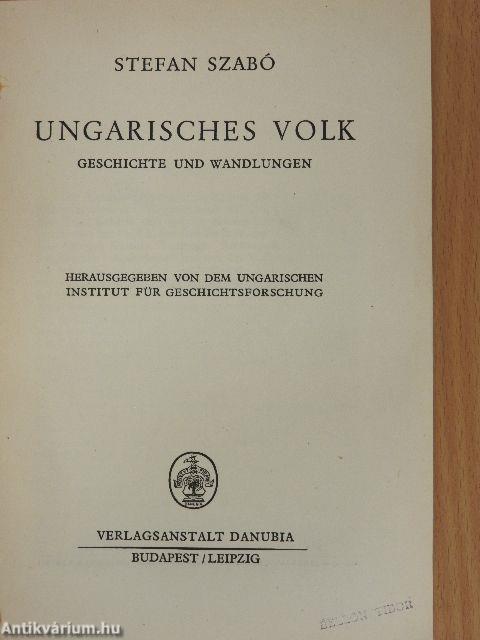 STEFAN SZABÓ
UNGARISCHES VOLK
GESCHICHTE UND WANDLUNGEN
HERAUSGEGEBEN VON DEM UNGARISCHEN
INSTITUT FÜR GESCHICHTSFORSCHUNG
VERLAGSANSTALT DANUBIA
BUDAPEST / LEIPZIG
TIBOR
Antikvárium.hu